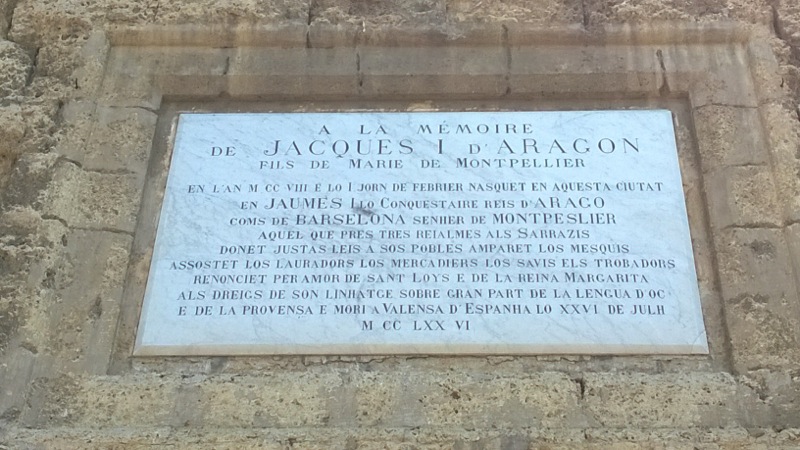 A LA MÉMOIRE
DE JACQUES I D'ARAGON
FILS DE MARIE DE MONTPELLIER
EN L'AN M CC VIII E LO I JORN DE FEBRIER NASQUET EN AQUESTA CIUTAT
EN JAUMES I LO CONQUESTAIRE REIS D'ARAGO
COMS DE BARSELONA SENHER DE MONTPESLIER
AQUEL QUE PRES TRES REIALMES ALS SARRAZIS
DONET JUSTAS LEIS A SOS POBLES AMPARET LOS MESQUIS
ASSOSTET LOS LAURADORS LOS MERCADIERS LOS SAVIS ELS TROBADORS
RENONCIET PER AMOR DE SANT LOYS E DE LA REINA MARGARITA
ALS DREIGS DE SON LINHATGE SOBRE GRAN PART DE LA LENGUA D'OC
E DE LA PROVENSA E MORI A VALENSA D'ESPANHA LO XXVI DE JULH
M CC LXX VI